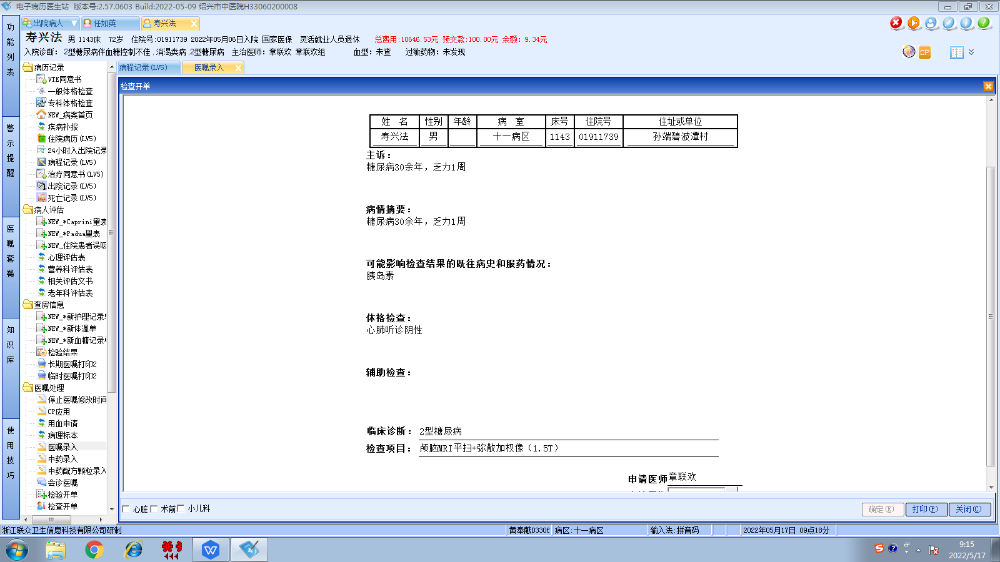 电子病历医生站 版本号:2.57.0603 Build:2022-05-09 绍兴市中医院H33060200008
功能列表
警示提醒
医嘱套餐
知识库
使用技巧
出院病人
任如英
寿兴法
寿兴法 男 1143床 72岁 住院号:01911739 2022年05月06日入院 国家医保 灵活就业人员退休 总费用:10646.53元 预交款:100.00元 余额: 9.34元
入院诊断: 2型糖尿病伴血糖控制不佳 ,消渴类病 ,2型糖尿病 主治医师: 章联欢 章联欢组 血型: 未查 过敏药物: 未发现
CP
病历记录
VTE同意书
一般体格检查
专科体格检查
NEW_病案首页
疾病补报
住院病历(LV5)
24小时入出院记录
病程记录(LV5)
治疗同意书(LV5)
出院记录(LV5)
死亡记录(LV5)
病人评估
NEW_*Caprini量表
NEW_*Padua量表
NEW_住院患者误吸
心理评估表
营养科评估表
相关评估文书
老年科评估表
查房信息
NEW_*新护理记录单
NEW_*新体温单
NEW_*新血糖记录单
检验结果
长期医嘱打印2
临时医嘱打印2
医嘱处理
停止医嘱修改时间
CP应用
用血申请
病理标本
医嘱录入
中药录入
中药配方颗粒录入
会诊医嘱
检验开单
检查开单
病程记录(LV5)
医嘱录入
检查开单
姓 名 性别 年龄 病 室 床号 住院号 住址或单位
寿兴法 男 十一病区 1143 01911739 孙端碧波潭村
主诉：
糖尿病30余年，乏力1周
病情摘要：
糖尿病30余年，乏力1周
可能影响检查结果的既往病史和服药情况：
胰岛素
体格检查：
心肺听诊阴性
辅助检查：
临床诊断： 2型糖尿病
检查项目： 颅脑MRI平扫+弥散加权像（1.5T）
申请医师 章联欢
心脏 术前 小儿科
确定(E) 打印(P) 关闭(C)
浙江联众卫生信息科技有限公司研制 黄奉献D3306 病区:十一病区 输入法:拼音码 2022年05月17日 09点18分
9:15
2022/5/17